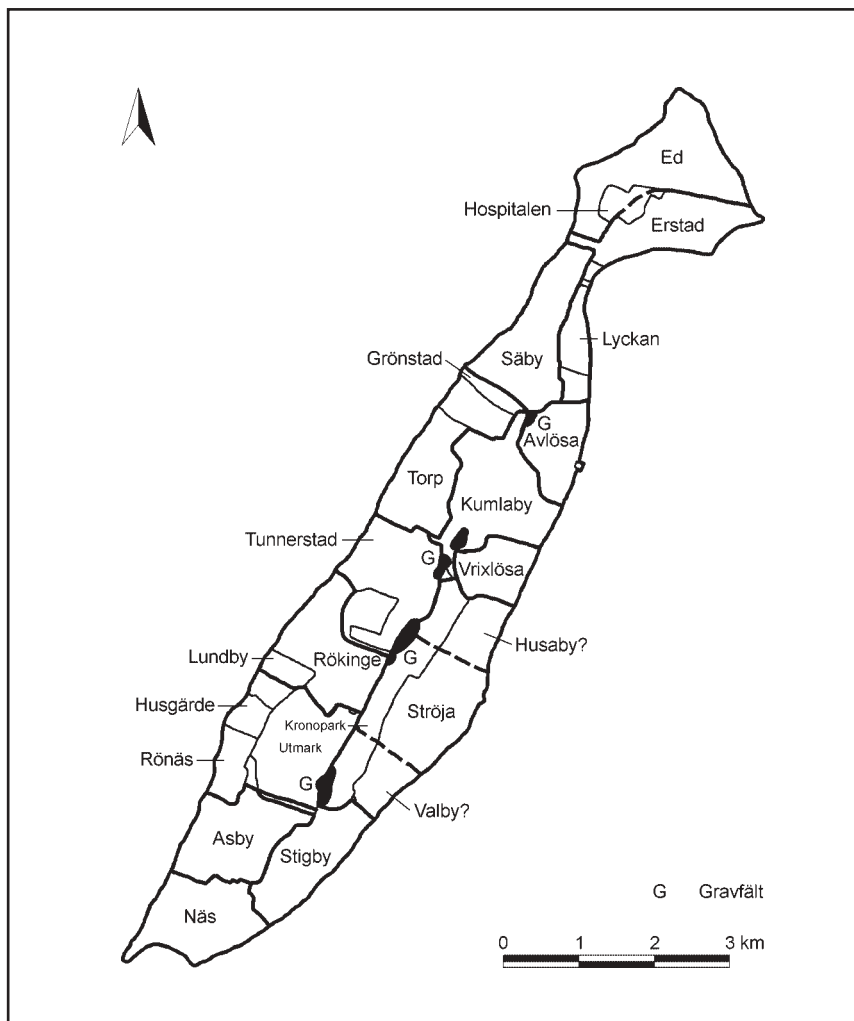 Ed
Hospitalen
Erstad
Lyckan
Säby
Grönstad
G
Avlösa
Torp
Kumlaby
Tunnerstad
G
Vrixlösa
Husaby?
Lundby
Rökinge
G
Husgärde
Ströja
Kronopark
Utmark
Rönäs
G
Valby?
Asby
Stigby
Näs
G Gravfält
0 1 2 3 km